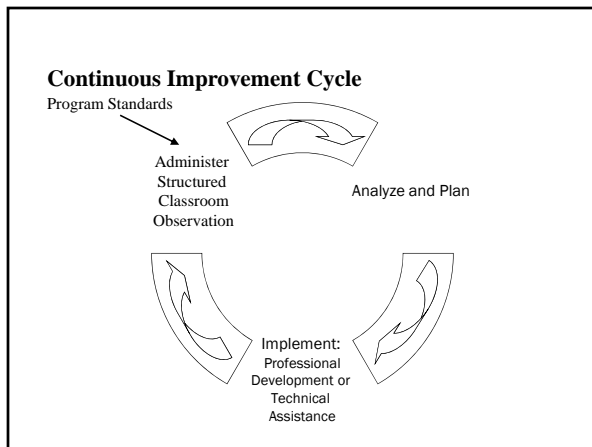 Continuous Improvement Cycle
Program Standards
Administer
Structured
Classroom
Observation
Analyze and Plan
Implement:
Professional
Development or
Technical
Assistance